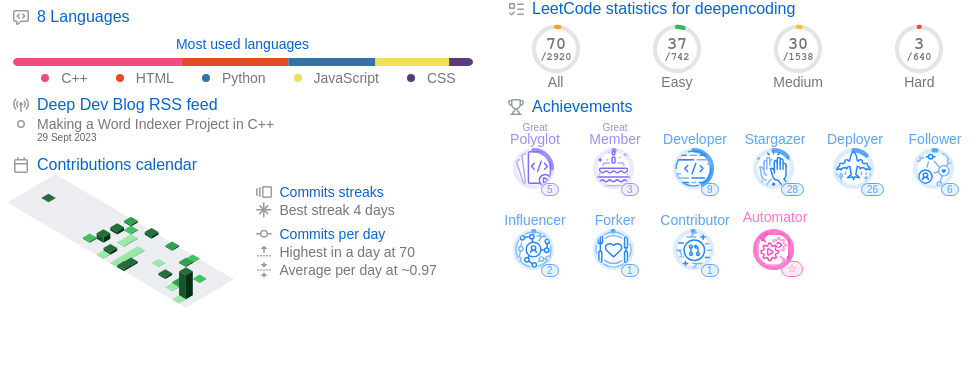 8 Languages
Most used languages
C++ HTML Python JavaScript CSS
Deep Dev Blog RSS feed
Making a Word Indexer Project in C++
29 Sept 2023
Contributions calendar
Commits streaks
Best streak 4 days
Commits per day
Highest in a day at 70
Average per day at ~0.97
LeetCode statistics for deepencoding
70 37 30 3
/2920 /742 /1538 /640
All Easy Medium Hard
Achievements
Great Great
Polyglot Member Developer Stargazer Deployer Follower
5 3 9 28 26 6
Influencer Forker Contributor Automator
2 1 1